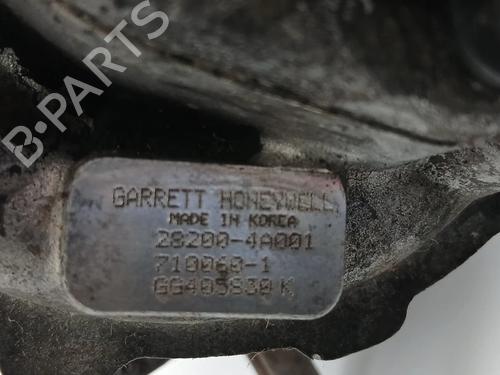 B-PARTS
GARRETT HONEYWELL
MADE IN KOREA
28200-4A001
710060-1
GG405830 K